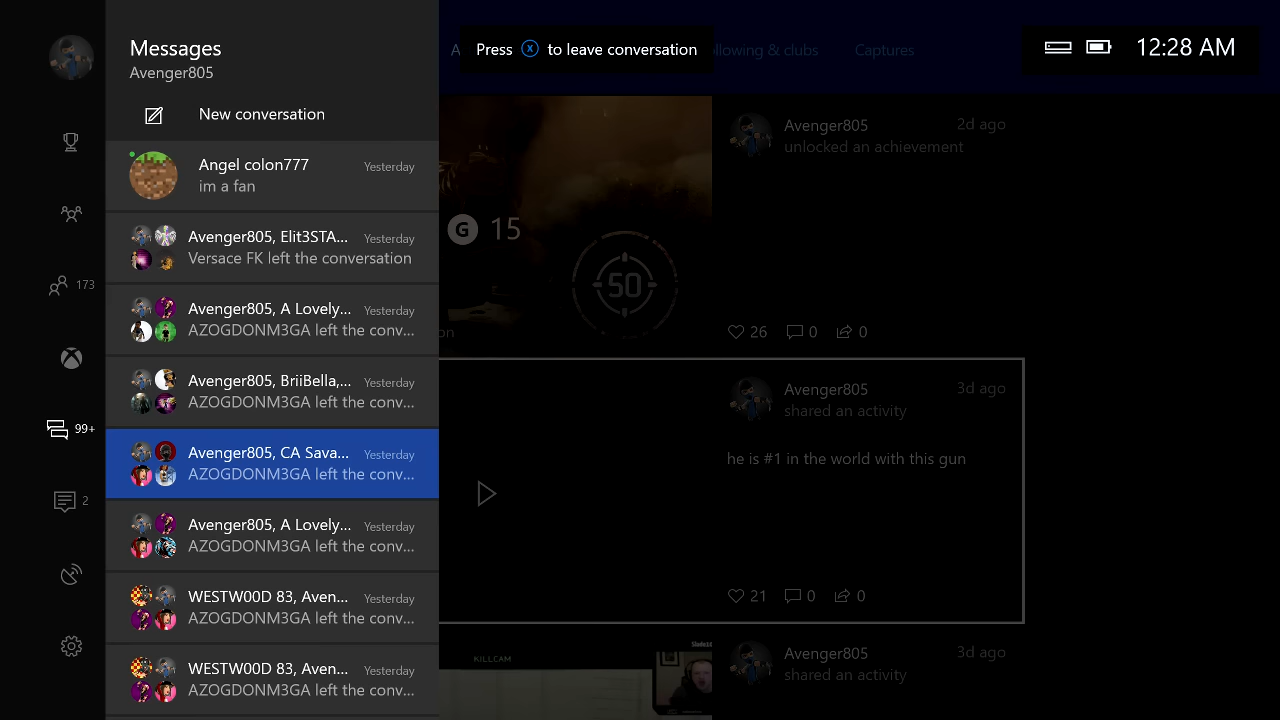 Messages
Avenger805
New conversation
Angel colon777 Yesterday
im a fan
Avenger805, Elit3STA... Yesterday
Versace FK left the conversation
Avenger805, A Lovely... Yesterday
AZOGDONM3GA left the conv...
Avenger805, BriiBella,... Yesterday
AZOGDONM3GA left the conv...
Avenger805, CA Sava... Yesterday
AZOGDONM3GA left the conv...
Avenger805, A Lovely... Yesterday
AZOGDONM3GA left the conv...
WESTW00D 83, Aven... Yesterday
AZOGDONM3GA left the conv...
WESTW00D 83, Aven... Yesterday
AZOGDONM3GA left the conv...
173
99+
2
A
Press X to leave conversation
llowing & clubs
Captures
12:28 AM
G 15
50
on
Avenger805 2d ago
unlocked an achievement
26 0 0
Avenger805 3d ago
shared an activity
he is #1 in the world with this gun
21 0 0
KILLCAM
Avenger805 3d ago
shared an activity